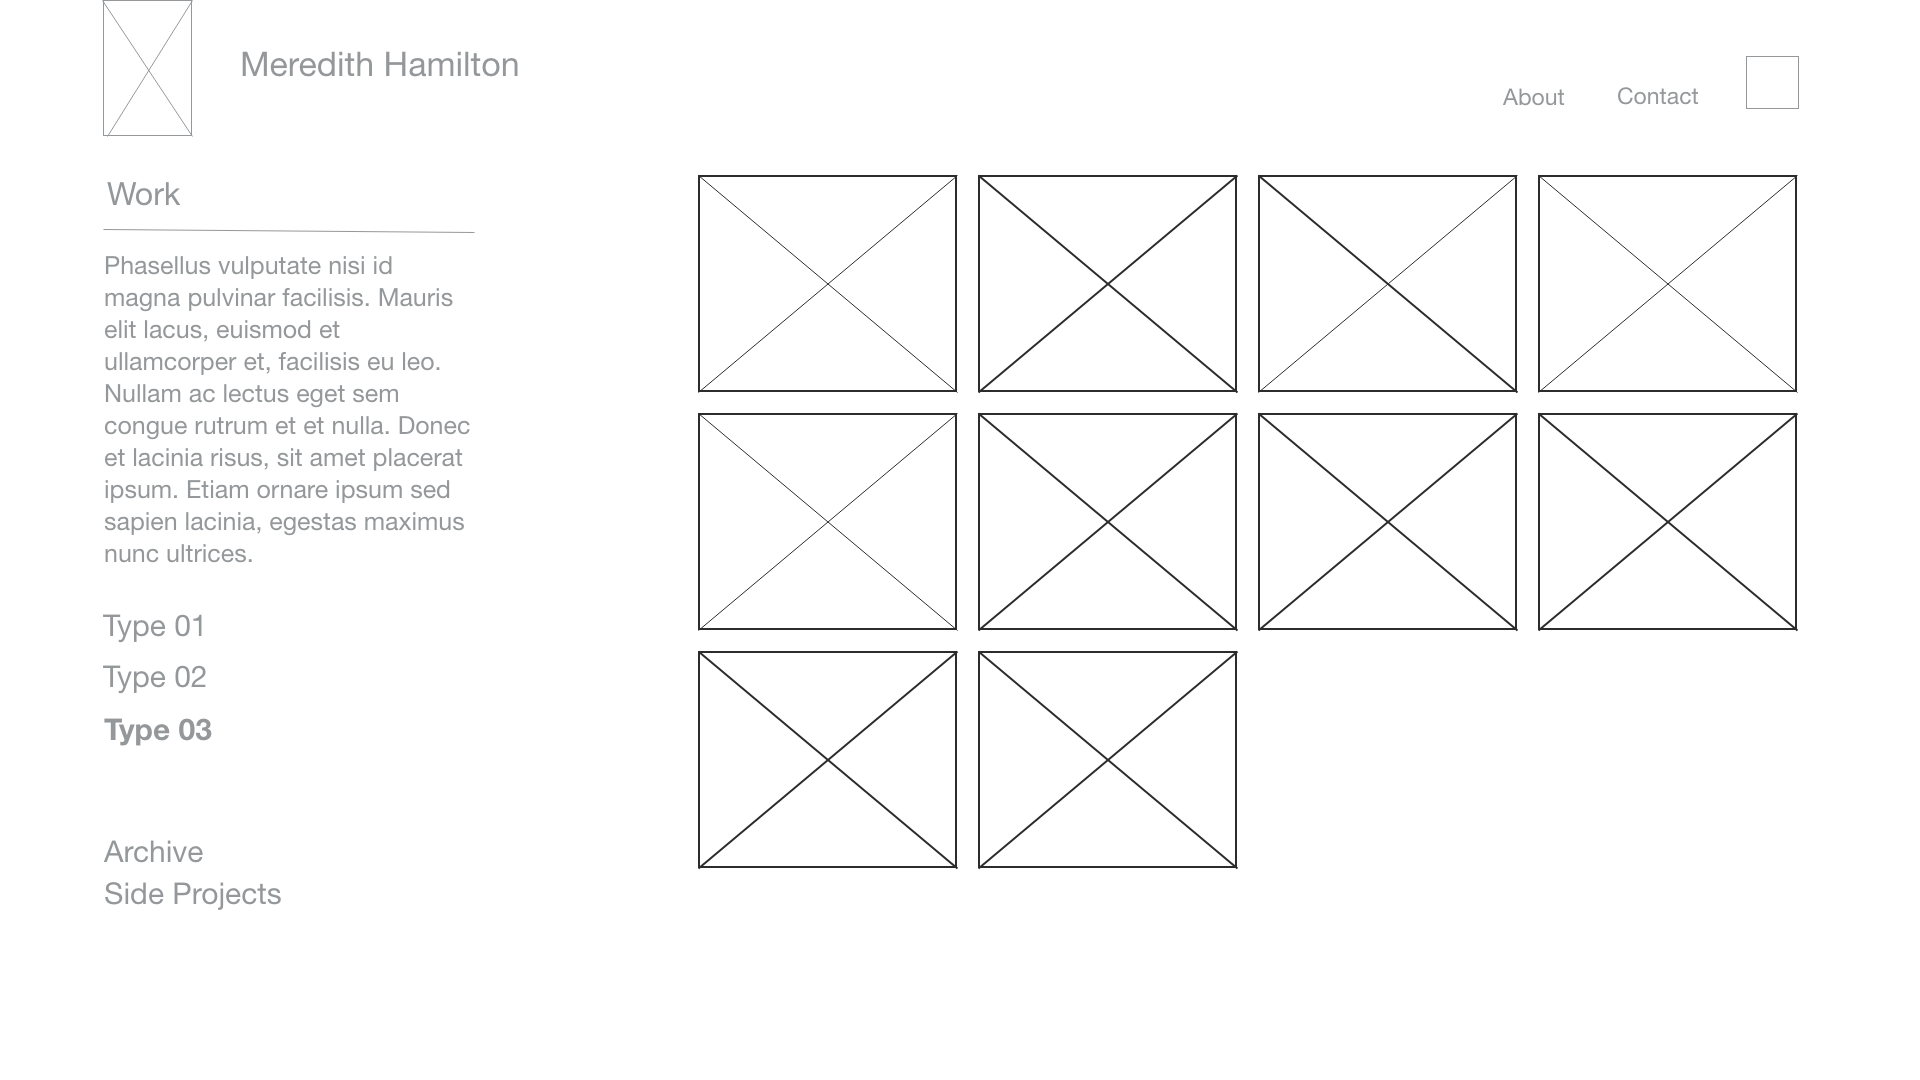 Meredith Hamilton
About
Contact
Work
Phasellus vulputate nisi id
magna pulvinar facilisis. Mauris
elit lacus, euismod et
ullamcorper et, facilisis eu leo.
Nullam ac lectus eget sem
congue rutrum et et nulla. Donec
et lacinia risus, sit amet placerat
ipsum. Etiam ornare ipsum sed
sapien lacinia, egestas maximus
nunc ultrices.
Type 01
Type 02
Type 03
Archive
Side Projects